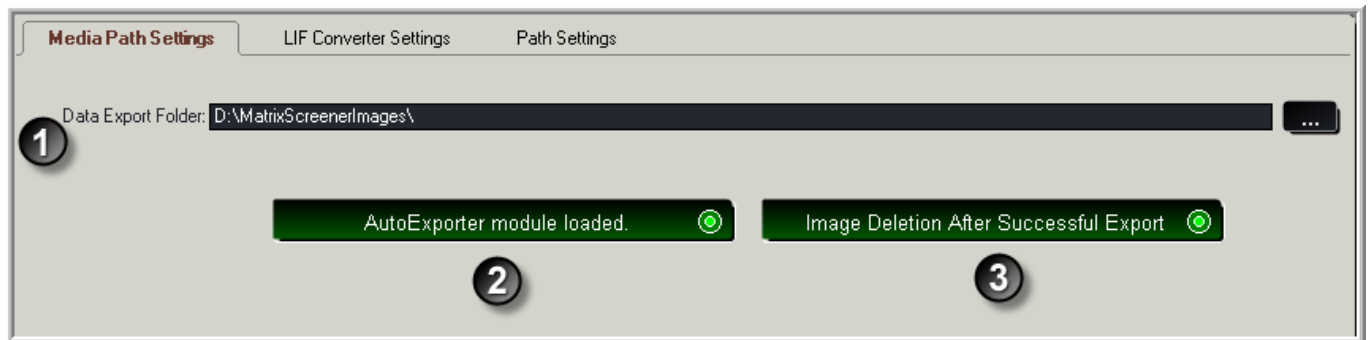 Media Path Settings LIF Converter Settings Path Settings
Data Export Folder: D:\MatrixScreenerImages\ ...
1
AutoExporter module loaded. Image Deletion After Successful Export
2 3